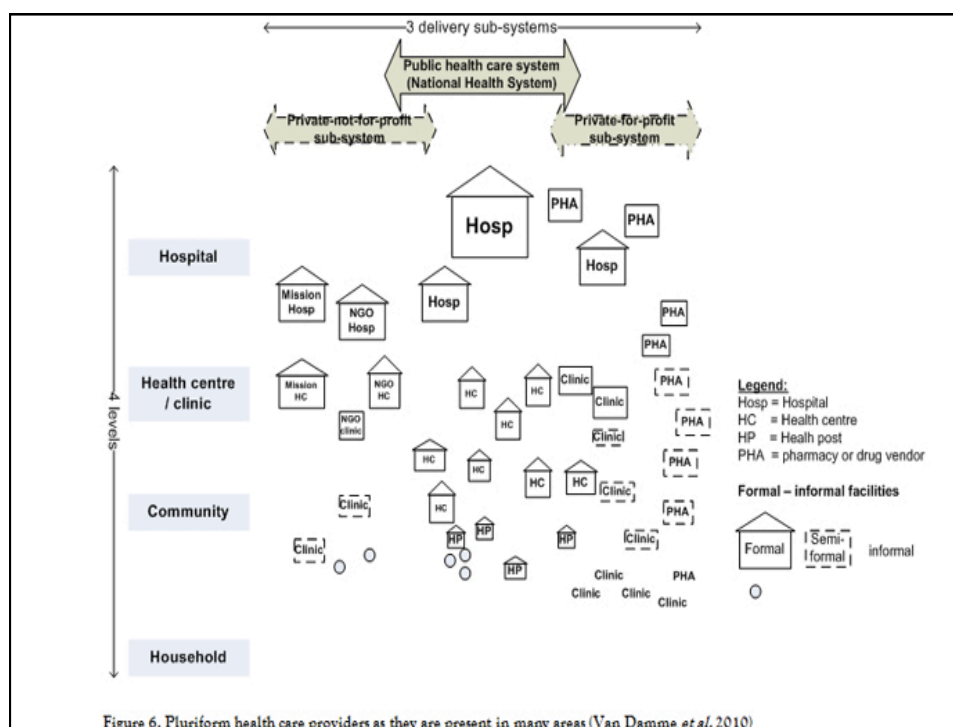 3 delivery sub-systems
Public health care system
(National Health System)
Private-not-for-profit
sub-system
Private-for-profit
sub-system
4 levels
Hospital
Hosp
PHA
PHA
Hosp
Mission
Hosp
NGO
Hosp
Hosp
PHA
PHA
Health centre
/ clinic
Mission
HC
NGO
HC
HC
HC
Clinic
Clinic
PHA
NGO
clinic
HC
Clinic
PHA
HC
HC
HC
HC
PHA
Community
Clinic
HC
Clinic
PHA
Clinic
HP
HP
HP
Clinic
HP
Clinic
PHA
Clinic
Clinic
Clinic
Household
Legend:
Hosp = Hospital
HC = Health centre
HP = Healh post
PHA = pharmacy or drug vendor
Formal – informal facilities
Formal
Semi-
formal
informal
Figure 6. Pluriform health care providers as they are present in many areas (Van Damme et al. 2010)